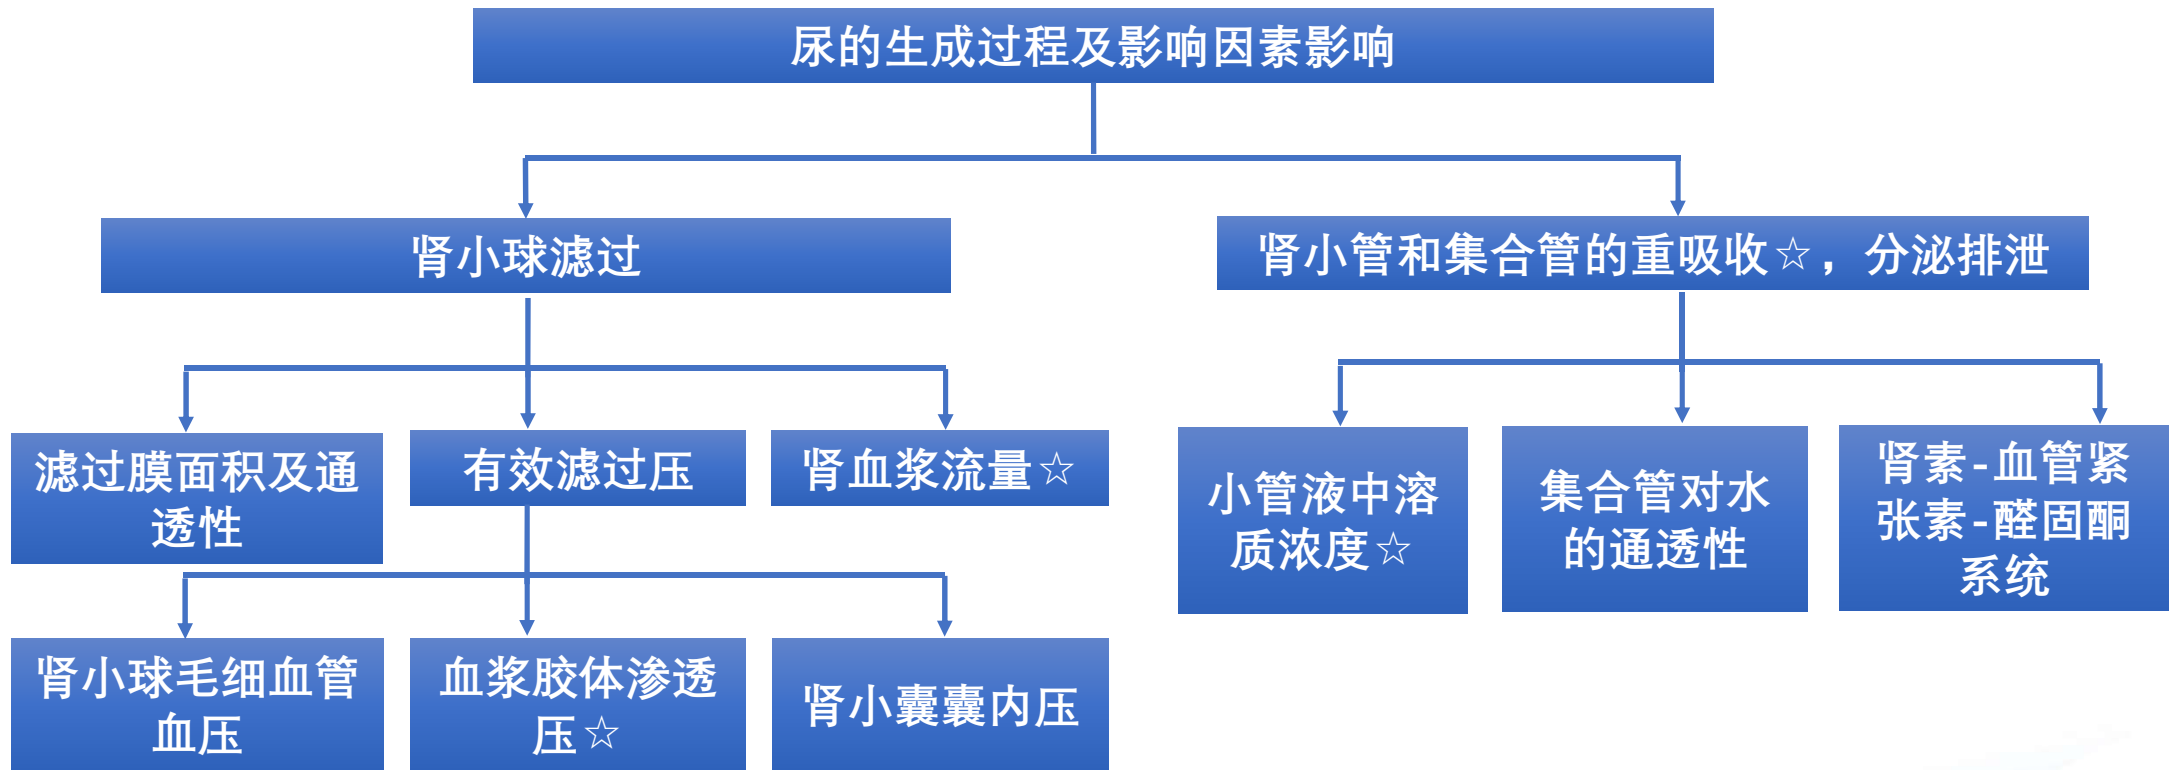 尿的生成过程及影响因素影响
肾小球滤过
肾小管和集合管的重吸收☆，分泌排泄
滤过膜面积及通
透性
有效滤过压
肾血浆流量☆
小管液中溶
质浓度☆
集合管对水
的通透性
肾素-血管紧
张素-醛固酮
系统
肾小球毛细血管
血压
血浆胶体渗透
压☆
肾小囊囊内压